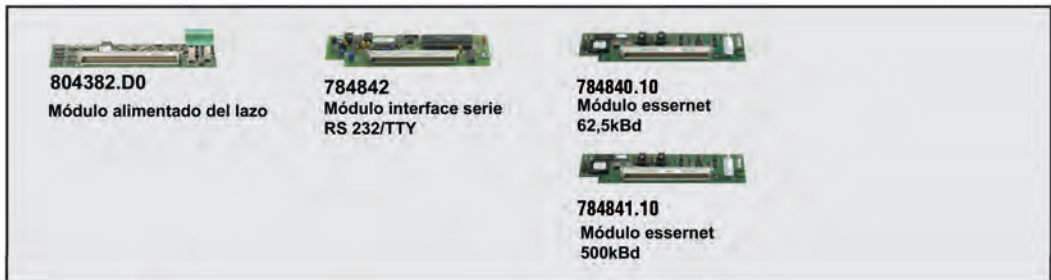 804382.D0
Módulo alimentado del lazo
784842
Módulo interface serie
RS 232/TTY
784840.10
Módulo essernet
62,5kBd
784841.10
Módulo essernet
500kBd